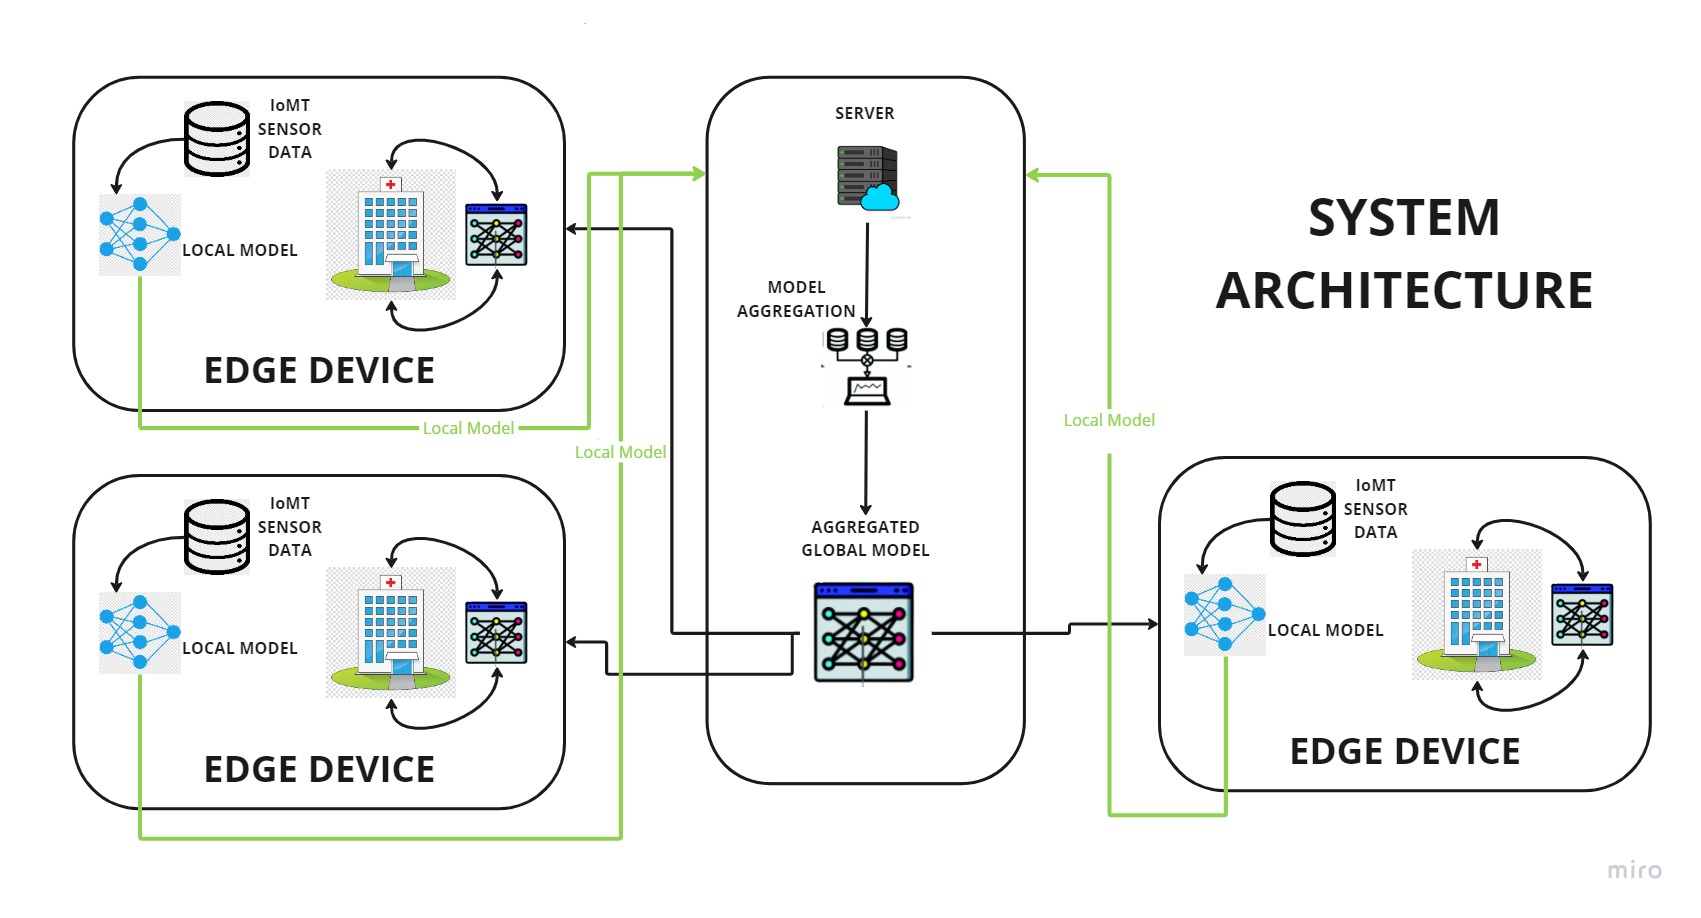 IoMT
SENSOR
DATA
LOCAL MODEL
EDGE DEVICE
Local Model
IoMT
SENSOR
DATA
LOCAL MODEL
EDGE DEVICE
Local Model
SERVER
MODEL
AGGREGATION
AGGREGATED
GLOBAL MODEL
Local Model
SYSTEM
ARCHITECTURE
IoMT
SENSOR
DATA
LOCAL MODEL
EDGE DEVICE
miro